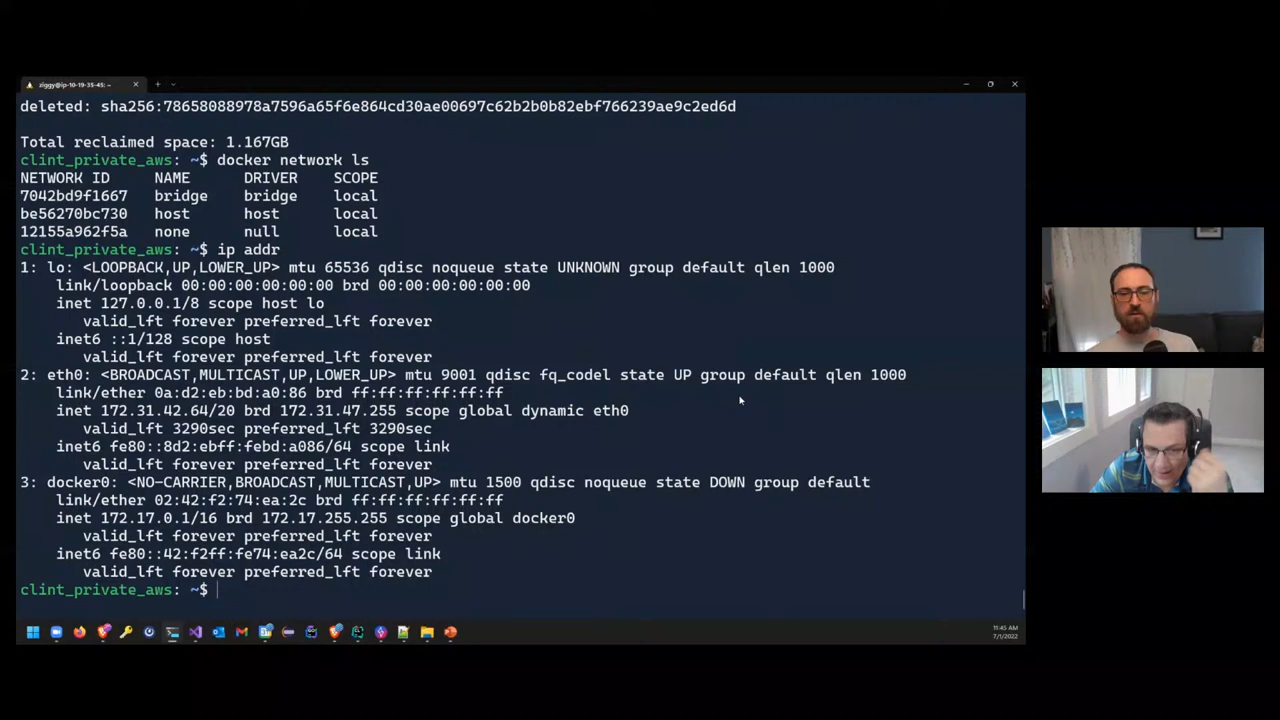 ziggy@ip-10-19-35-45: ~
deleted: sha256:78658088978a7596a65f6e864cd30ae00697c62b2b0b82ebf766239ae9c2ed6d
Total reclaimed space: 1.167GB
clint_private_aws: ~$ docker network ls
NETWORK ID NAME DRIVER SCOPE
7042bd9f1667 bridge bridge local
be56270bc730 host host local
12155a962f5a none null local
clint_private_aws: ~$ ip addr
1: lo: <LOOPBACK,UP,LOWER_UP> mtu 65536 qdisc noqueue state UNKNOWN group default qlen 1000
link/loopback 00:00:00:00:00:00 brd 00:00:00:00:00:00
inet 127.0.0.1/8 scope host lo
valid_lft forever preferred_lft forever
inet6 ::1/128 scope host
valid_lft forever preferred_lft forever
2: eth0: <BROADCAST,MULTICAST,UP,LOWER_UP> mtu 9001 qdisc fq_codel state UP group default qlen 1000
link/ether 0a:d2:eb:bd:a0:86 brd ff:ff:ff:ff:ff:ff
inet 172.31.42.64/20 brd 172.31.47.255 scope global dynamic eth0
valid_lft 3290sec preferred_lft 3290sec
inet6 fe80::8d2:ebff:febd:a086/64 scope link
valid_lft forever preferred_lft forever
3: docker0: <NO-CARRIER,BROADCAST,MULTICAST,UP> mtu 1500 qdisc noqueue state DOWN group default
link/ether 02:42:f2:74:ea:2c brd ff:ff:ff:ff:ff:ff
inet 172.17.0.1/16 brd 172.17.255.255 scope global docker0
valid_lft forever preferred_lft forever
inet6 fe80::42:f2ff:fe74:ea2c/64 scope link
valid_lft forever preferred_lft forever
clint_private_aws: ~$
11:45 AM
7/1/2022